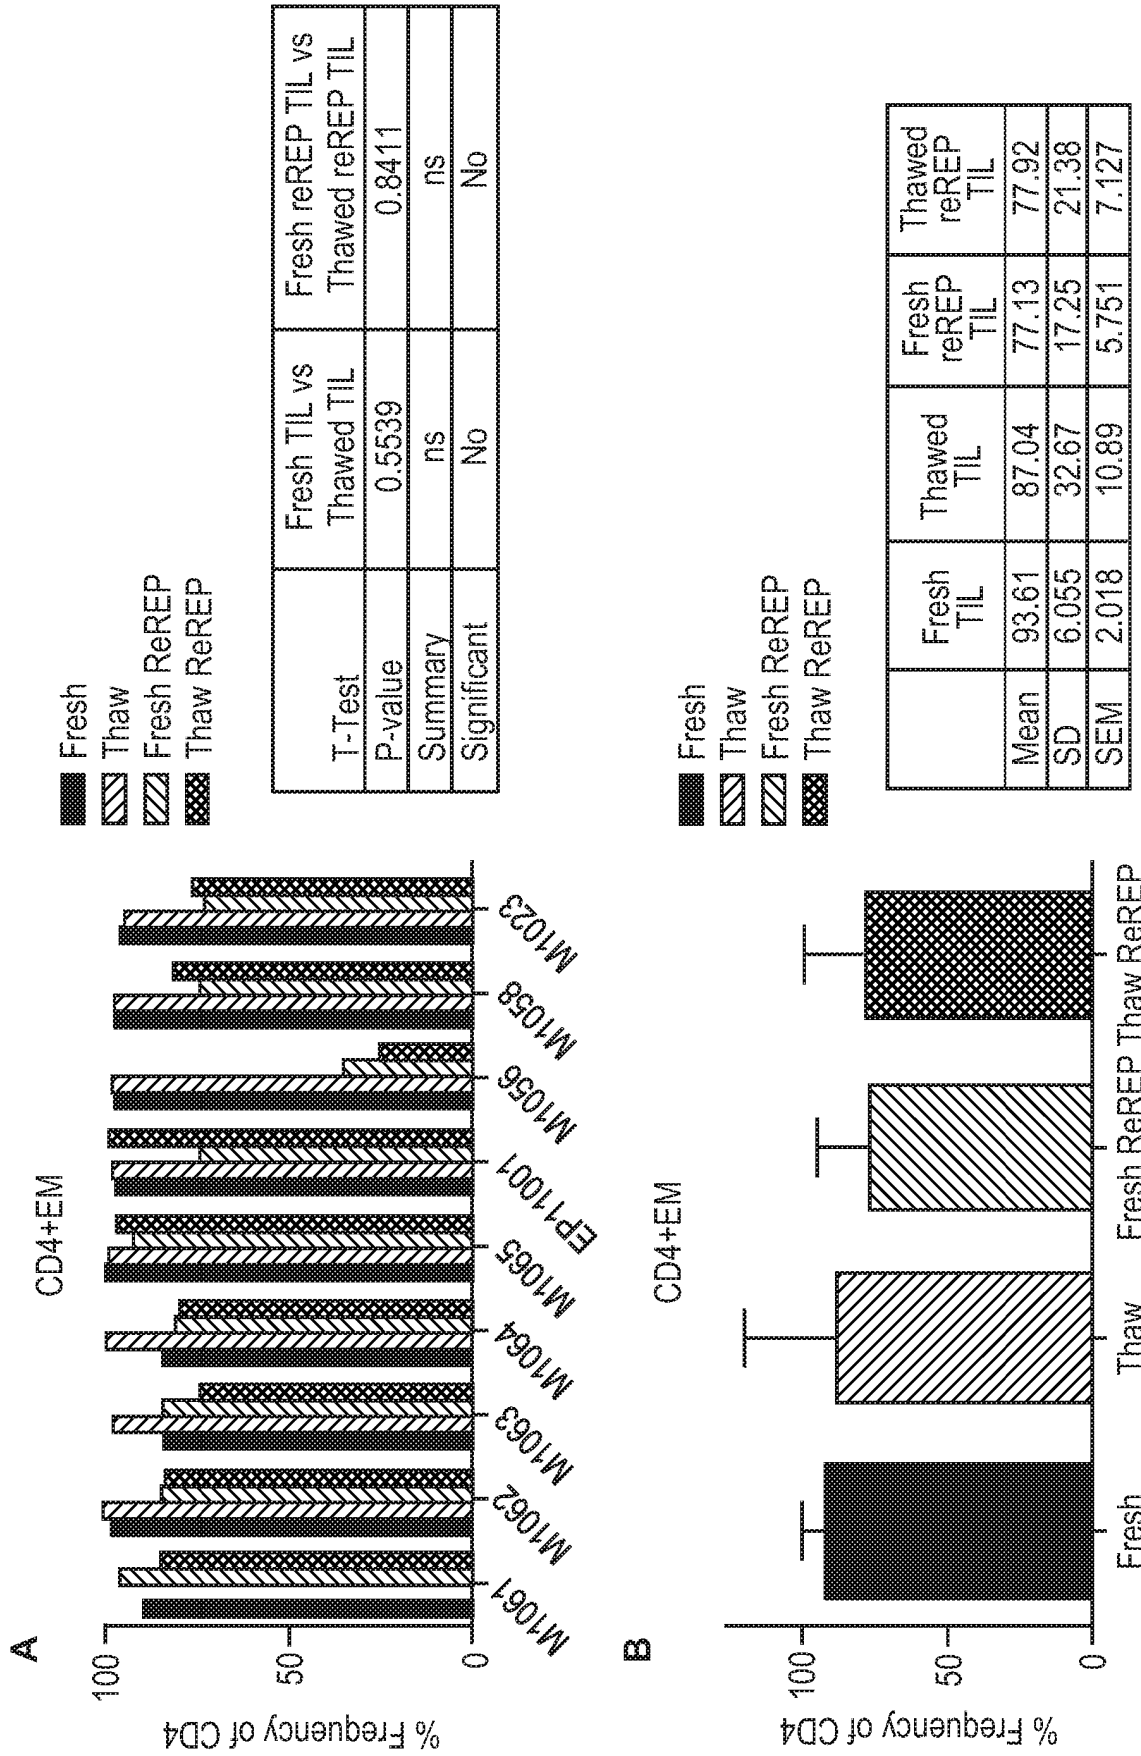 A
CD4+EM
% Frequency of CD4
100
50
0
M1061
M1062
M1063
M1064
M1065
EP11001
M1056
M1058
M1023
Fresh
Thaw
Fresh ReREP
Thaw ReREP
T-Test Fresh TIL vs Thawed TIL Fresh reREP TIL vs Thawed reREP TIL
P-value 0.5539 0.8411
Summary ns ns
Significant No No
B
CD4+EM
% Frequency of CD4
100
50
0
Fresh Thaw Fresh ReREP Thaw ReREP
Fresh
Thaw
Fresh ReREP
Thaw ReREP
Fresh TIL Thawed TIL Fresh reREP TIL Thawed reREP TIL
Mean 93.61 87.04 77.13 77.92
SD 6.055 32.67 17.25 21.38
SEM 2.018 10.89 5.751 7.127